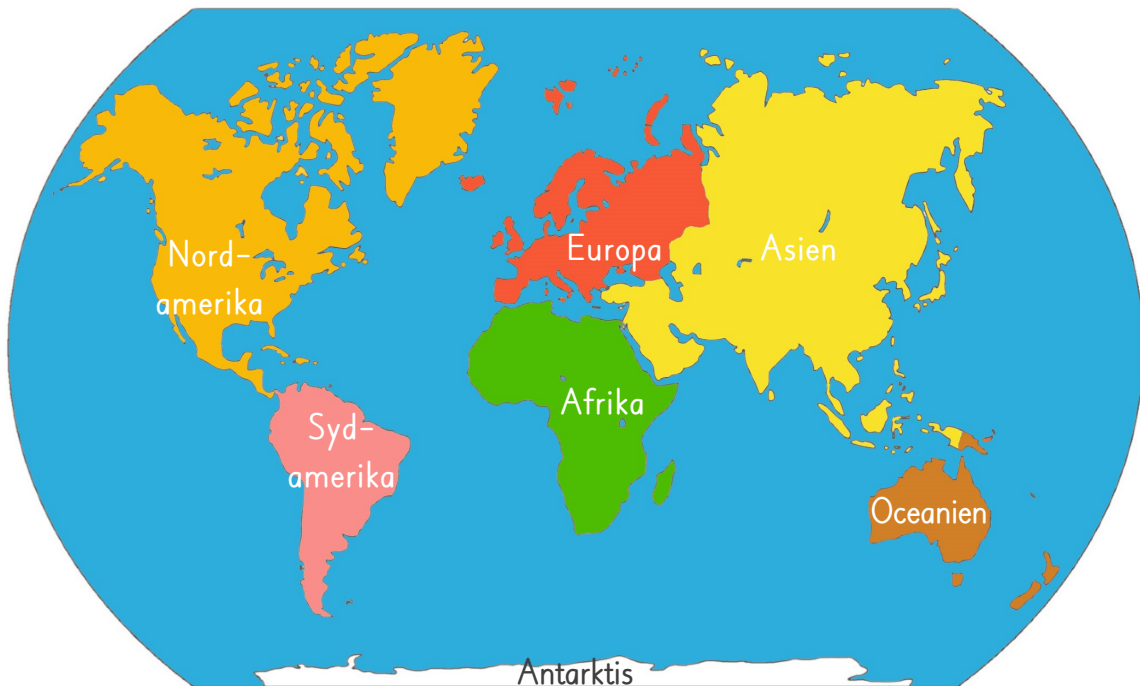 Nord-
amerika
Europa
Asien
Afrika
Syd-
amerika
Oceanien
Antarktis